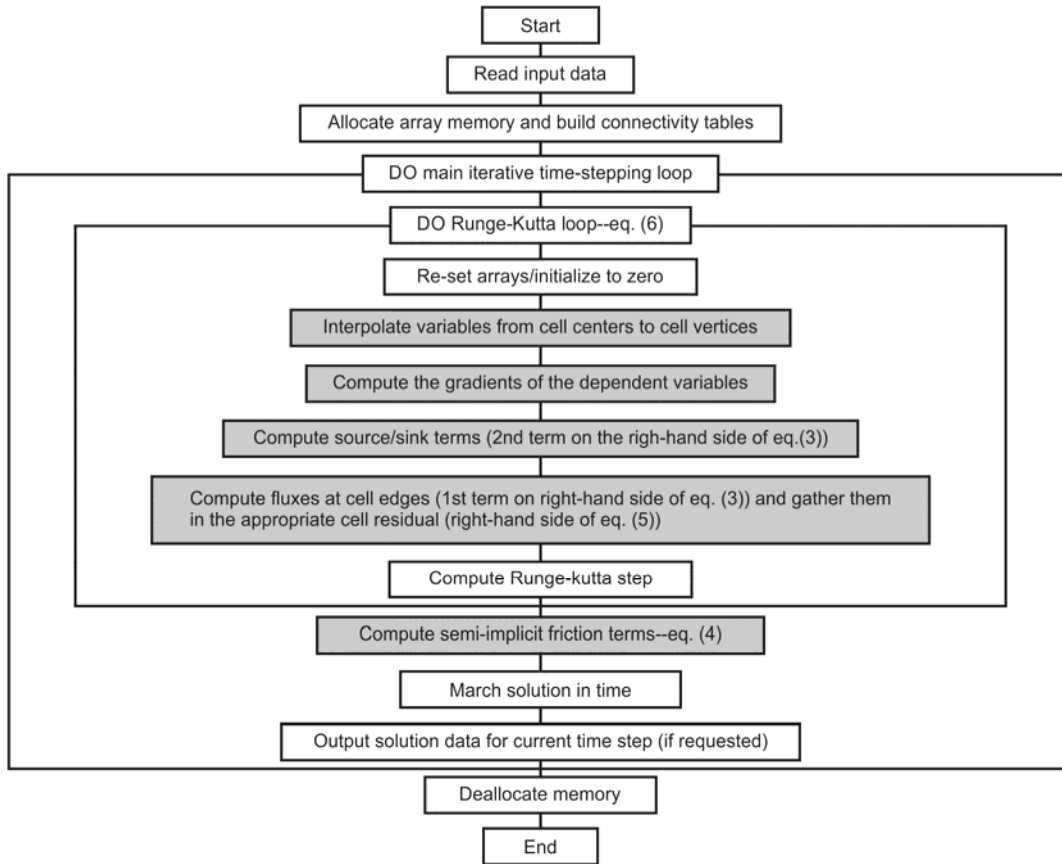 Start
Read input data
Allocate array memory and build connectivity tables
DO main iterative time-stepping loop
DO Runge-Kutta loop--eq. (6)
Re-set arrays/initialize to zero
Interpolate variables from cell centers to cell vertices
Compute the gradients of the dependent variables
Compute source/sink terms (2nd term on the righ-hand side of eq.(3))
Compute fluxes at cell edges (1st term on right-hand side of eq. (3)) and gather them
in the appropriate cell residual (right-hand side of eq. (5))
Compute Runge-kutta step
Compute semi-implicit friction terms--eq. (4)
March solution in time
Output solution data for current time step (if requested)
Deallocate memory
End